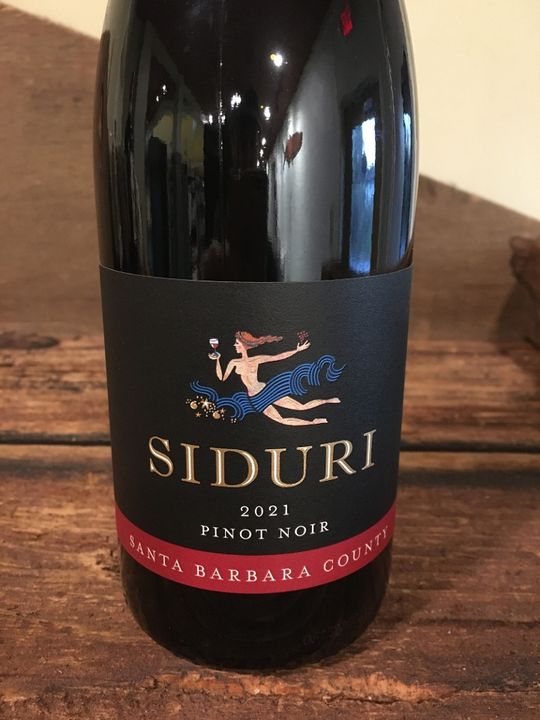 SIDURI
2021
PINOT NOIR
SANTA BARBARA COUNTY